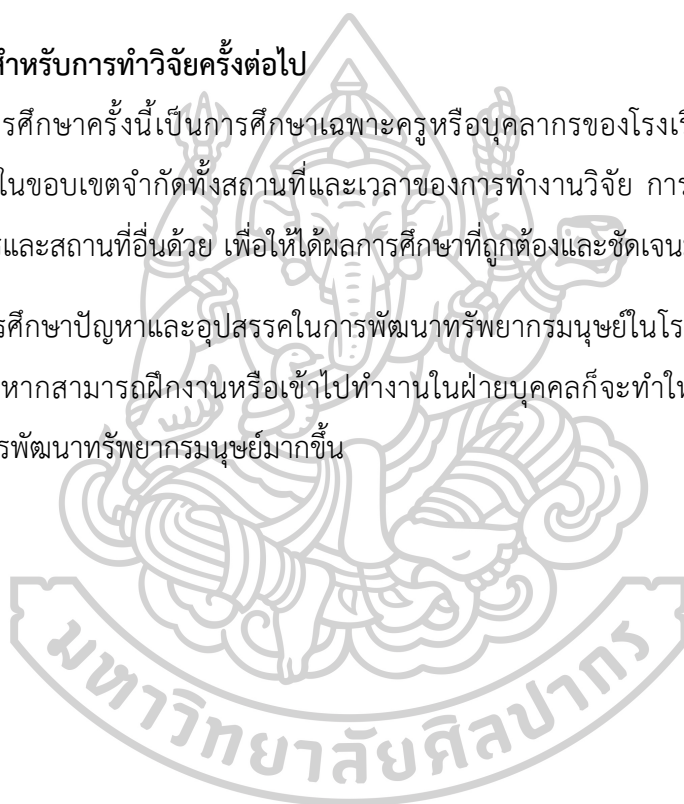 สำหรับการทำวิจัยครั้งต่อไป
รศึกษาครั้งนี้เป็นการศึกษาเฉพาะครูหรือบุคลากรของโรงเรี
ในขอบเขตจำกัดทั้งสถานที่และเวลาของการทำงานวิจัย การ
และสถานที่อื่นด้วย เพื่อให้ได้ผลการศึกษาที่ถูกต้องและชัดเจน
รศึกษาปัญหาและอุปสรรคในการพัฒนาทรัพยากรมนุษย์ในโร
หากสามารถฝึกงานหรือเข้าไปทำงานในฝ่ายบุคคลก็จะทำให
รพัฒนาทรัพยากรมนุษย์มากขึ้น
มหาวิทยาลัยศิลปากร